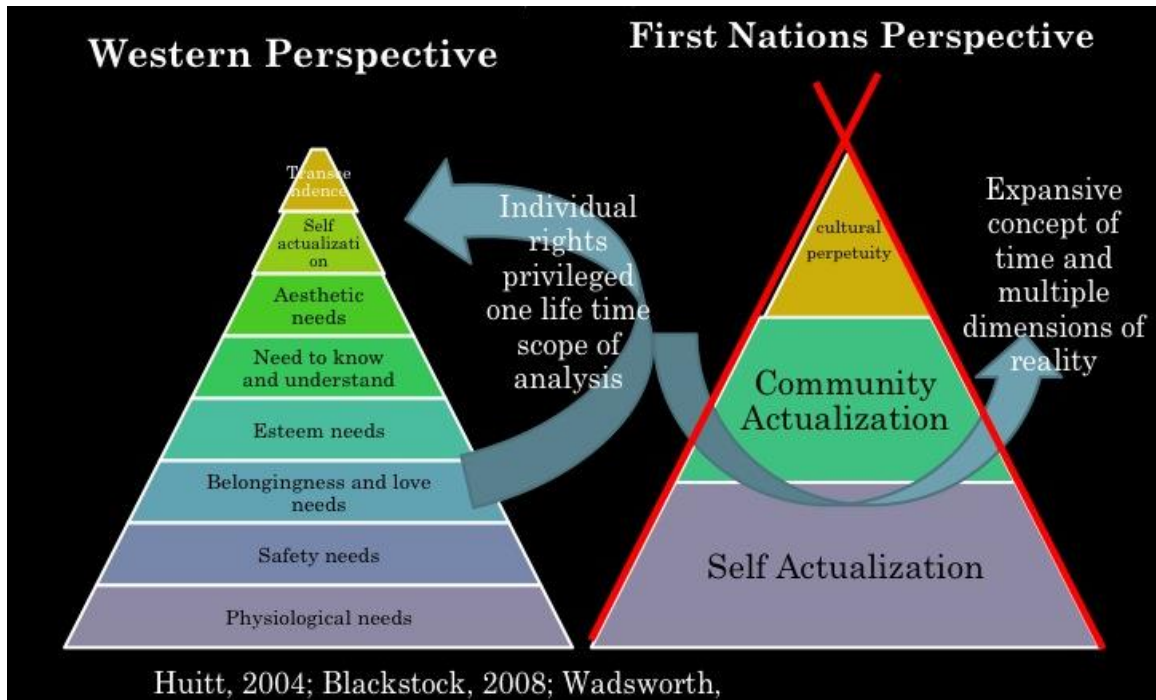 Western Perspective
Transce
ndence
Self
actualizati
on
Aesthetic
needs
Need to know
and understand
Esteem needs
Belongingness and love
needs
Safety needs
Physiological needs
Individual
rights
privileged
one life time
scope of
analysis
First Nations Perspective
cultural
perpetuity
Community
Actualization
Self Actualization
Expansive
concept of
time and
multiple
dimensions of
reality
Huitt, 2004; Blackstock, 2008; Wadsworth,